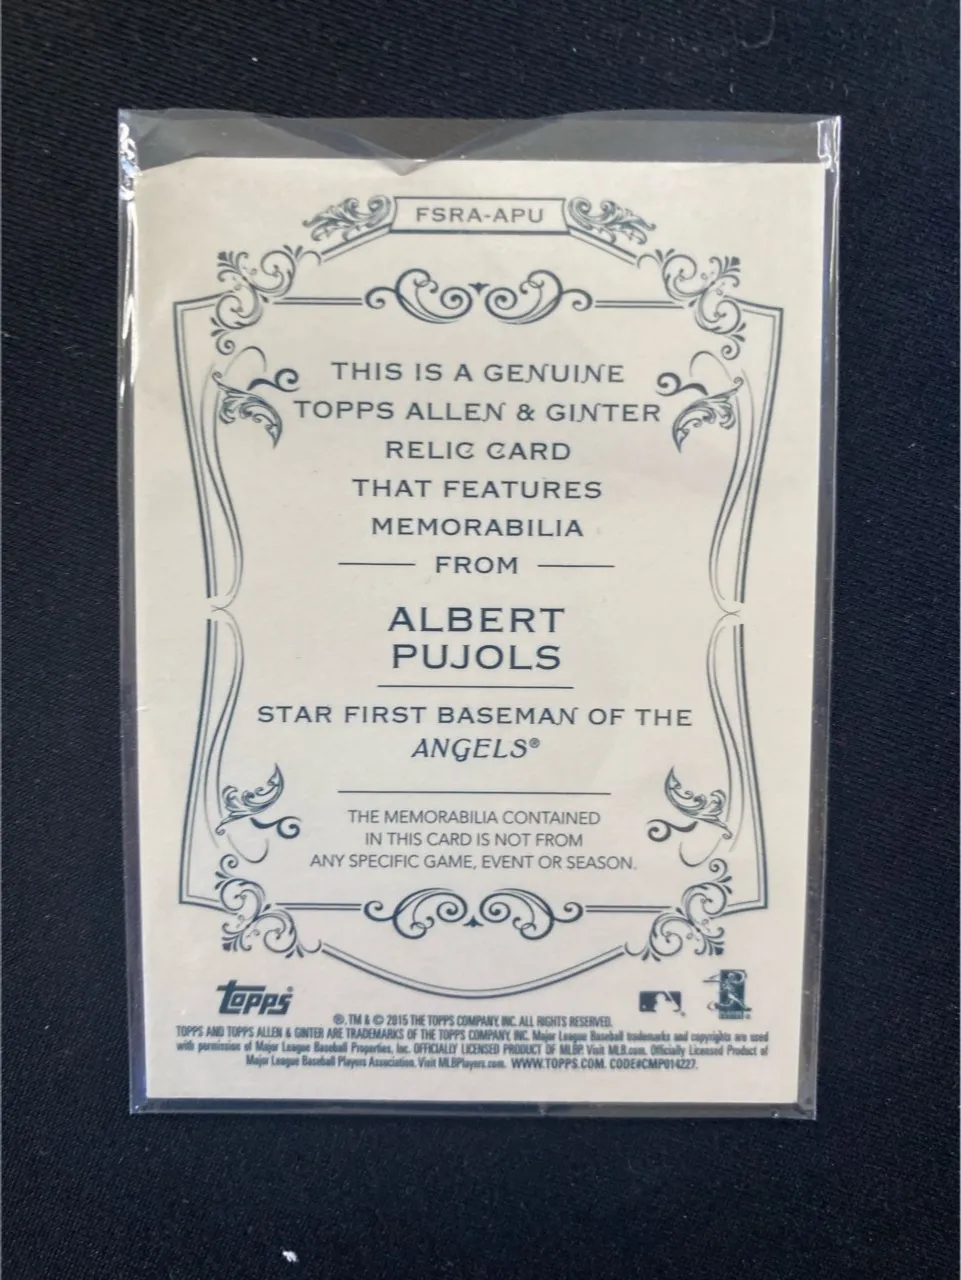 FSRA-APU
THIS IS A GENUINE
TOPPS ALLEN & GINTER
RELIC CARD
THAT FEATURES
MEMORABILIA
FROM
ALBERT
PUJOLS
STAR FIRST BASEMAN OF THE
ANGELS®
THE MEMORABILIA CONTAINED
IN THIS CARD IS NOT FROM
ANY SPECIFIC GAME, EVENT OR SEASON.
topps®
®, TM & © 2015 THE TOPPS COMPANY, INC. ALL RIGHTS RESERVED.
TOPPS AND TOPPS ALLEN & GINTER ARE TRADEMARKS OF THE TOPPS COMPANY, INC. Major League Baseball trademarks and copyrights are used
with permission of Major League Baseball Properties, Inc. OFFICIALLY LICENSED PRODUCT OF MLBP. Visit MLB.com. Officially Licensed Product of
Major League Baseball Players Association. Visit MLBPlayers.com. WWW.TOPPS.COM. CODE#CMP014227.